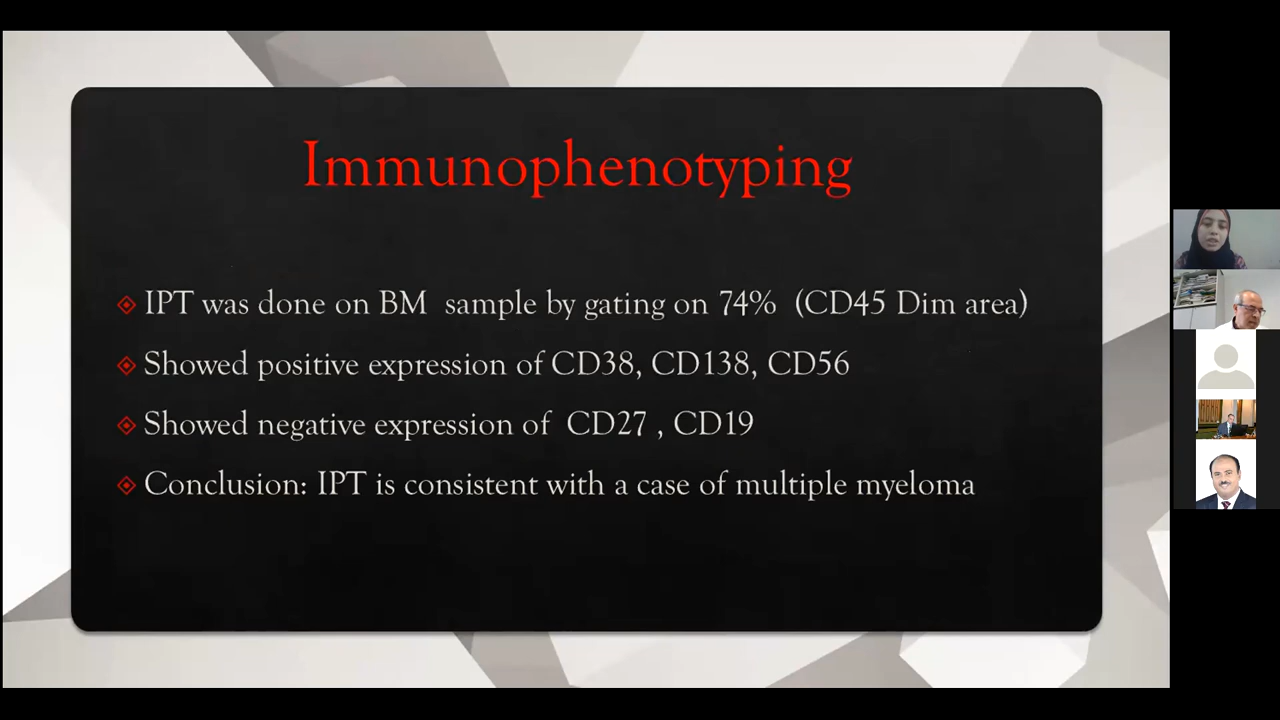 Immunophenotyping
IPT was done on BM sample by gating on 74% (CD45 Dim area)
Showed positive expression of CD38, CD138, CD56
Showed negative expression of CD27 , CD19
Conclusion: IPT is consistent with a case of multiple myeloma